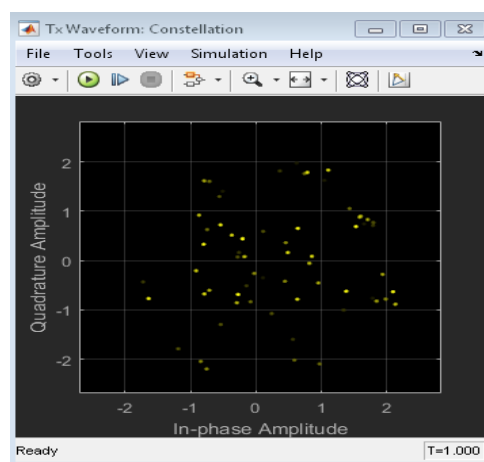 Tx Waveform: Constellation
File Tools View Simulation Help
2
1
0
-1
-2
Quadrature Amplitude
-2 -1 0 1 2
In-phase Amplitude
Ready T=1.000